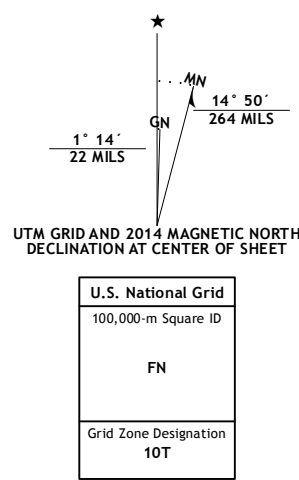 MN
GN
1° 14´
22 MILS
14° 50´
264 MILS
UTM GRID AND 2014 MAGNETIC NORTH
DECLINATION AT CENTER OF SHEET
U.S. National Grid
100,000-m Square ID
FN
Grid Zone Designation
10T